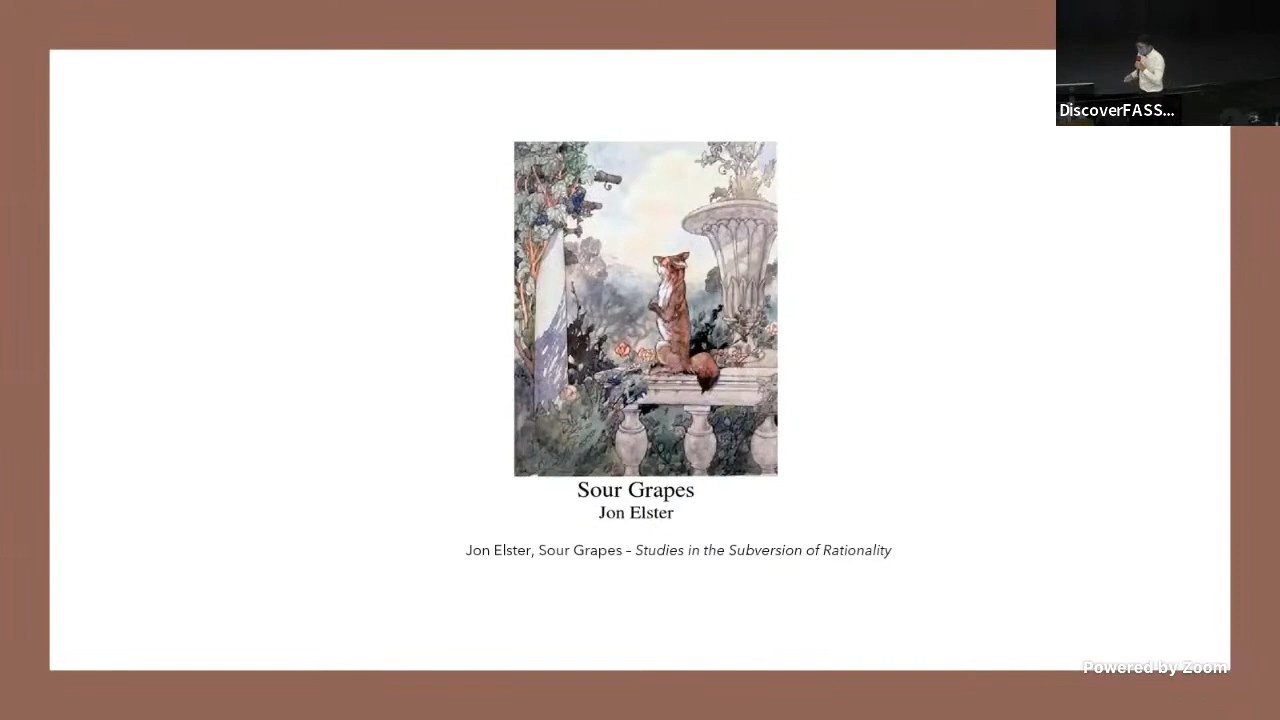 DiscoverFASS...
Sour Grapes
Jon Elster
Jon Elster, Sour Grapes – Studies in the Subversion of Rationality
Powered by Zoom